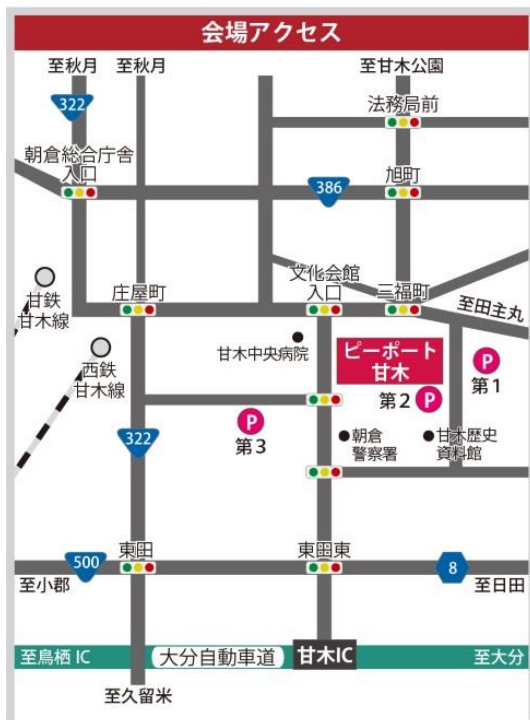 会場アクセス
至秋月
至秋月
至甘木公園
322
法務局前
朝倉総合庁舎
入口
386
旭町
甘鉄
甘木線
庄屋町
文化会館
入口
三福町
至田主丸
西鉄
甘木線
甘木中央病院
ピーポート
甘木
P
第1
第2
P
P
第3
322
朝倉
警察署
甘木歴史
資料館
500
東田
東田東
8
至小郡
至日田
至鳥栖 IC
大分自動車道
甘木IC
至大分
至久留米